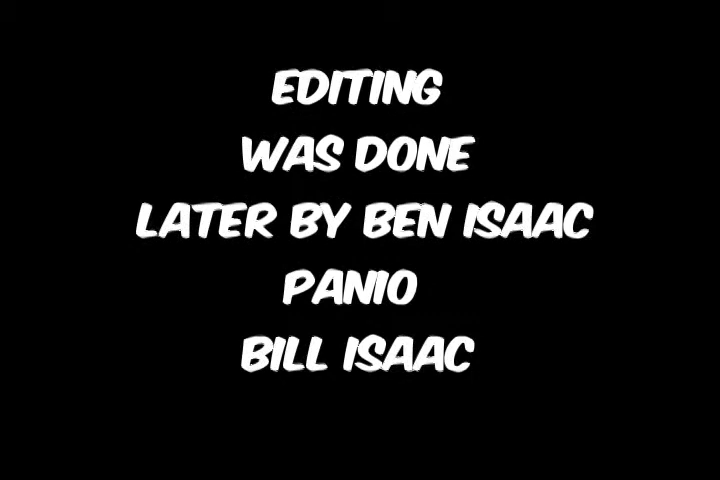 EDITING
WAS DONE
LATER BY BEN ISAAC
PANIO
BILL ISAAC